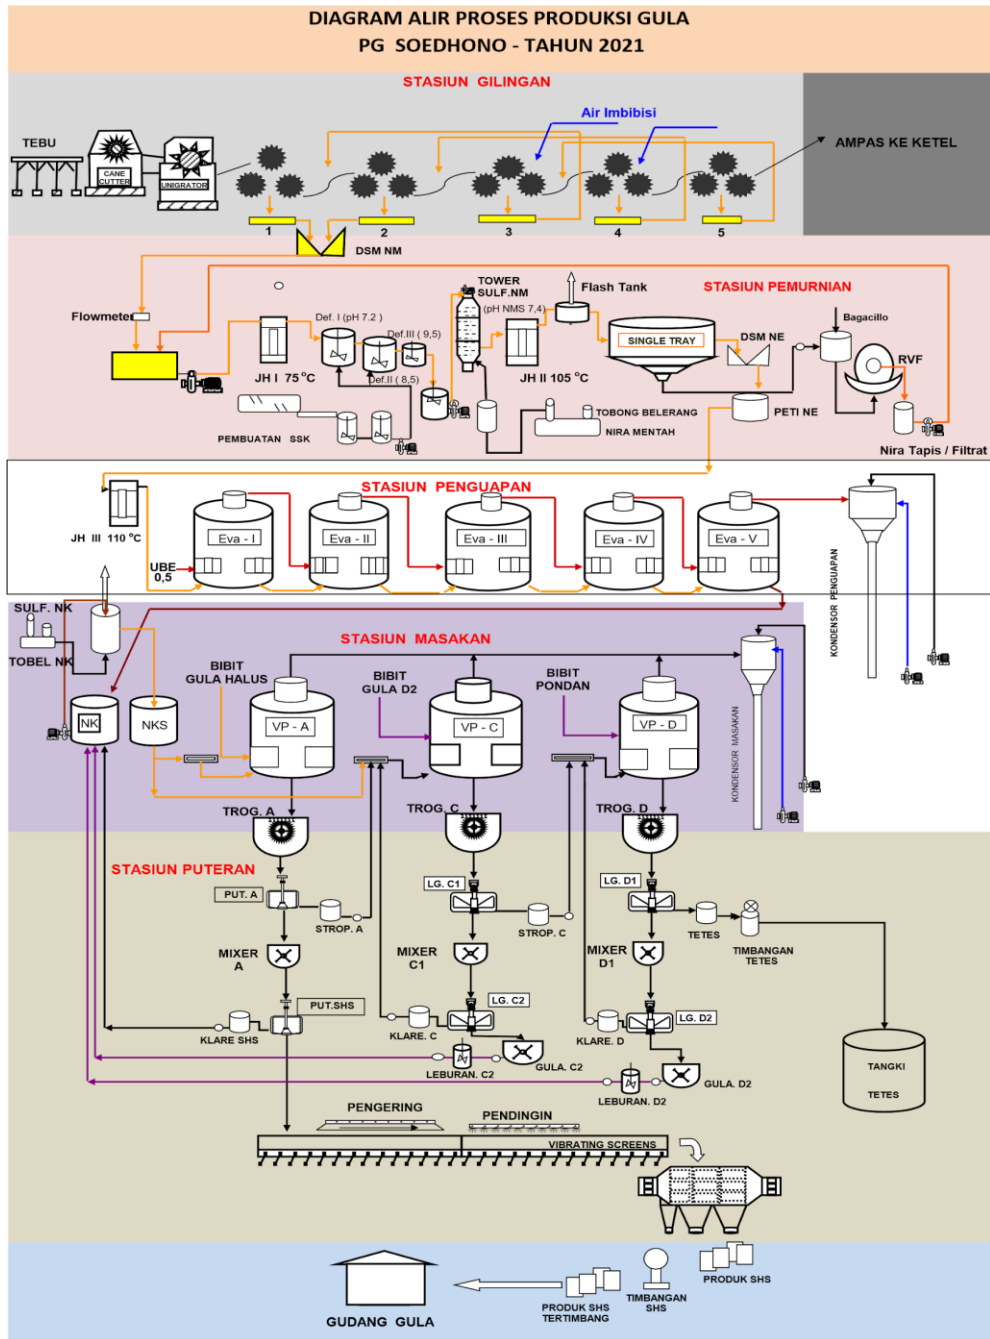 DIAGRAM ALIR PROSES PRODUKSI GULA
PG SOEDHONO - TAHUN 2021
STASIUN GILINGAN
Air Imbibisi
TEBU
AMPAS KE KETEL
CANE
CUTTER
UNIGRATOR
1
2
3
4
5
DSM NM
TOWER
SULF.NM
(pH NMS 7,4)
Flash Tank
STASIUN PEMURNIAN
Flowmeter
Def. I (pH 7.2 )
Def.III ( 9,5)
Def.II ( 8,5)
Bagacillo
SINGLE TRAY
DSM NE
RVF
JH I 75 °C
JH II 105 °C
PETI NE
TOBONG BELERANG
NIRA MENTAH
PEMBUATAN SSK
Nira Tapis / Filtrat
STASIUN PENGUAPAN
JH III 110 °C
Eva - I
Eva - II
Eva - III
Eva - IV
Eva - V
UBE
0,5
KONDENSOR PENGUAPAN
SULF. NK
TOBEL NK
STASIUN MASAKAN
BIBIT
GULA HALUS
BIBIT
GULA D2
BIBIT
PONDAN
NK
NKS
VP - A
VP - C
VP - D
KONDENSOR MASAKAN
TROG. A
TROG. C
TROG. D
STASIUN PUTERAN
PUT. A
LG. C1
LG. D1
STROP. A
STROP. C
TETES
TIMBANGAN
TETES
MIXER
A
MIXER
C1
MIXER
D1
PUT.SHS
LG. C2
LG. D2
KLARE SHS
KLARE. C
KLARE. D
LEBURAN. C2
GULA. C2
LEBURAN. D2
GULA. D2
TANGKI
TETES
PENGERING
PENDINGIN
VIBRATING SCREENS
PRODUK SHS
TIMBANGAN
SHS
PRODUK SHS
TERTIMBANG
GUDANG GULA